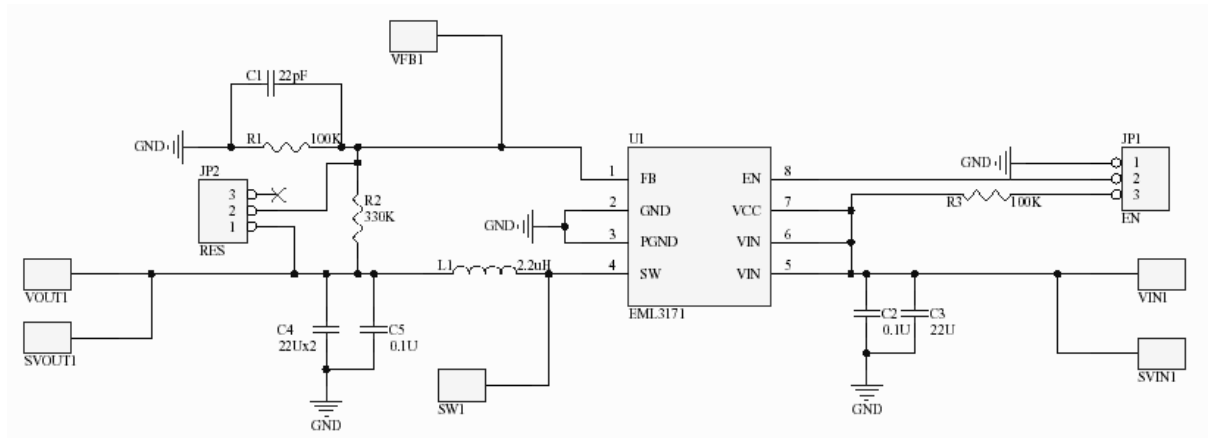 VFB1
C1 22pF
GND R1 100K
U1
JP1
GND 1
JP2
1 FB EN 8
2
3
R2
330K
2 GND VCC 7
R3 100K
3
EN
2
1
RES
GND
3 PGND VIN 6
L1 2.2uH
4 SW VIN 5
VOUT1
VIN1
EML3171
C4
22Ux2
C5
0.1U
C2
0.1U
C3
22U
SVOUT1
SW1
SVIN1
GND
GND